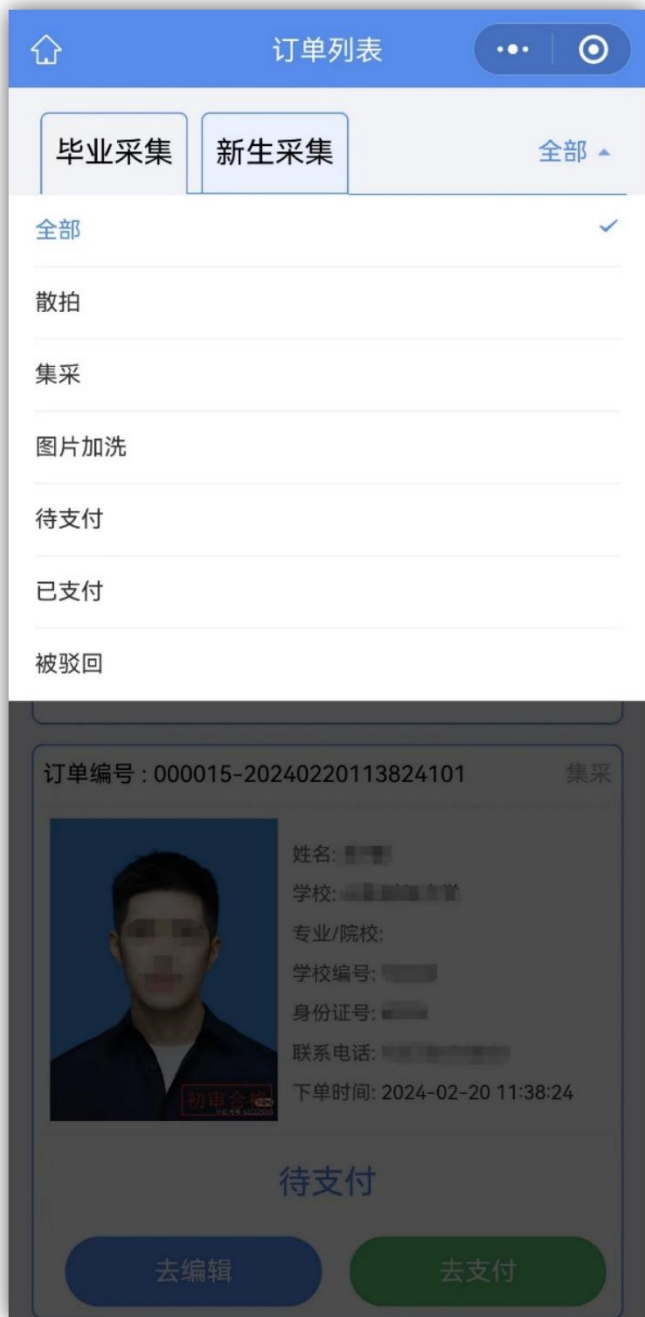 订单列表
毕业采集
新生采集
全部
全部
散拍
集采
图片加洗
待支付
已支付
被驳回
订单编号 : 000015-20240220113824101
集采
姓名:
学校:
专业/院校:
学校编号:
身份证号:
联系电话:
下单时间: 2024-02-20 11:38:24
初审合格
待支付
去编辑
去支付